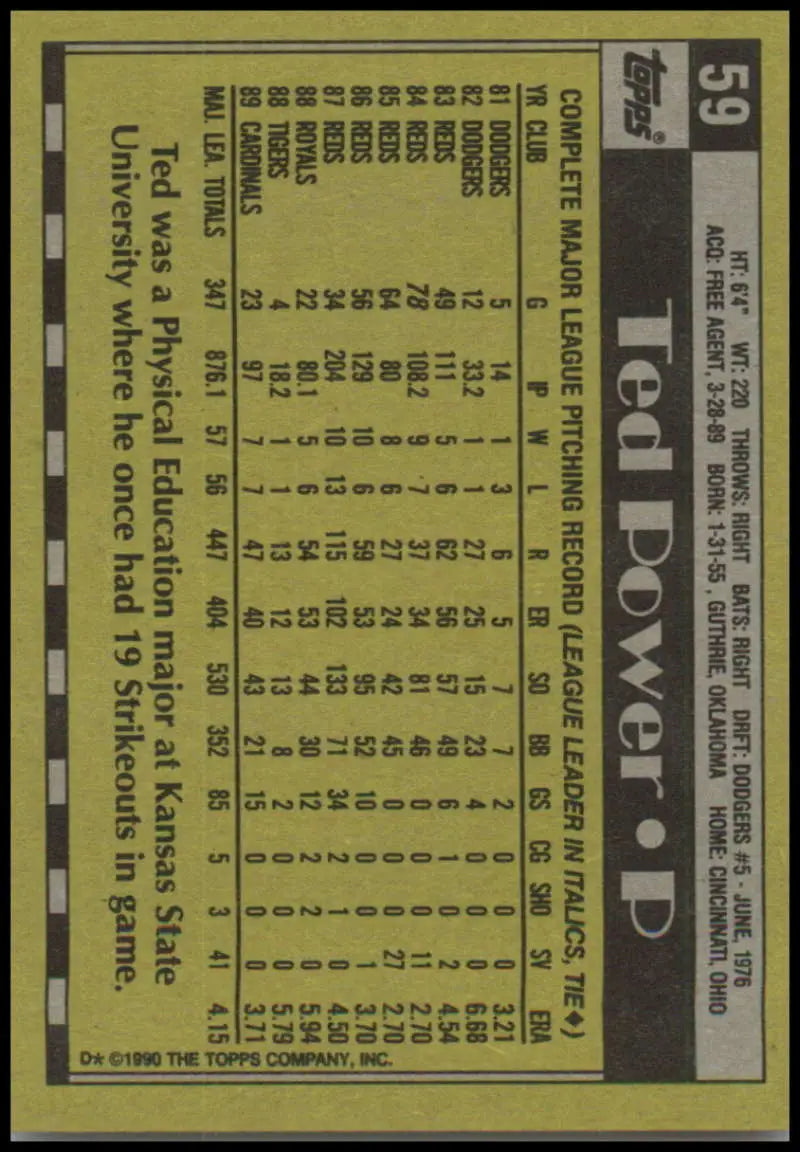 59
HT: 6'4" WT: 220 THROWS: RIGHT BATS: RIGHT DRFT: DODGERS #5 - JUNE, 1976
ACQ: FREE AGENT, 3-28-89 BORN: 1-31-55, GUTHRIE, OKLAHOMA HOME: CINCINNATI, OHIO
topps®
Ted Power • P
COMPLETE MAJOR LEAGUE PITCHING RECORD (LEAGUE LEADER IN ITALICS, TIE♦)
YR CLUB G IP W L R ER SO BB GS CG SHO SV ERA
81 DODGERS 5 14 1 3 6 5 7 7 2 0 0 0 3.21
82 DODGERS 12 33.2 1 1 27 25 15 23 4 0 0 0 6.68
83 REDS 49 111 5 6 62 56 57 49 6 1 0 2 4.54
84 REDS 78 108.2 9 7 37 34 81 46 0 0 0 11 2.70
85 REDS 64 80 8 6 27 24 42 45 0 0 0 27 2.70
86 REDS 56 129 10 6 59 53 95 52 10 0 0 1 3.70
87 REDS 34 204 10 13 115 102 133 71 34 2 1 0 4.50
88 ROYALS 22 80.1 5 6 54 53 44 30 12 2 2 0 5.94
88 TIGERS 4 18.2 1 1 13 12 13 8 2 0 0 0 5.79
89 CARDINALS 23 97 7 7 47 40 43 21 15 0 0 0 3.71
MAJ. LEA. TOTALS 347 876.1 57 56 447 404 530 352 85 5 3 41 4.15
Ted was a Physical Education major at Kansas State
University where he once had 19 Strikeouts in game.
D* ©1990 THE TOPPS COMPANY, INC.